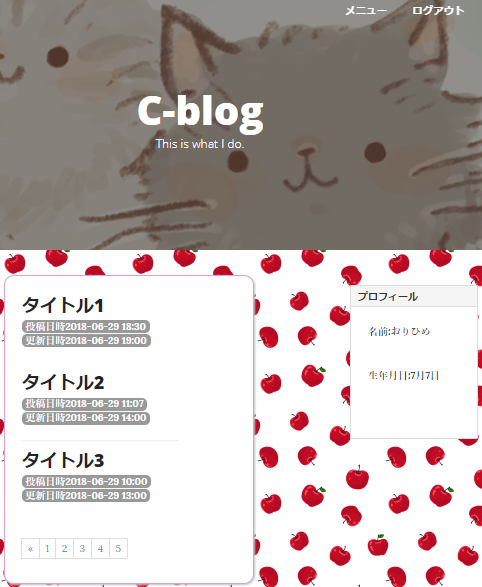 メニュー ログアウト
C-blog
This is what I do.
タイトル1
投稿日時2018-06-29 18:30
更新日時2018-06-29 19:00
タイトル2
投稿日時2018-06-29 11:07
更新日時2018-06-29 14:00
タイトル3
投稿日時2018-06-29 10:00
更新日時2018-06-29 13:00
« 1 2 3 4 5
プロフィール
名前:おりひめ
生年月日:7月7日